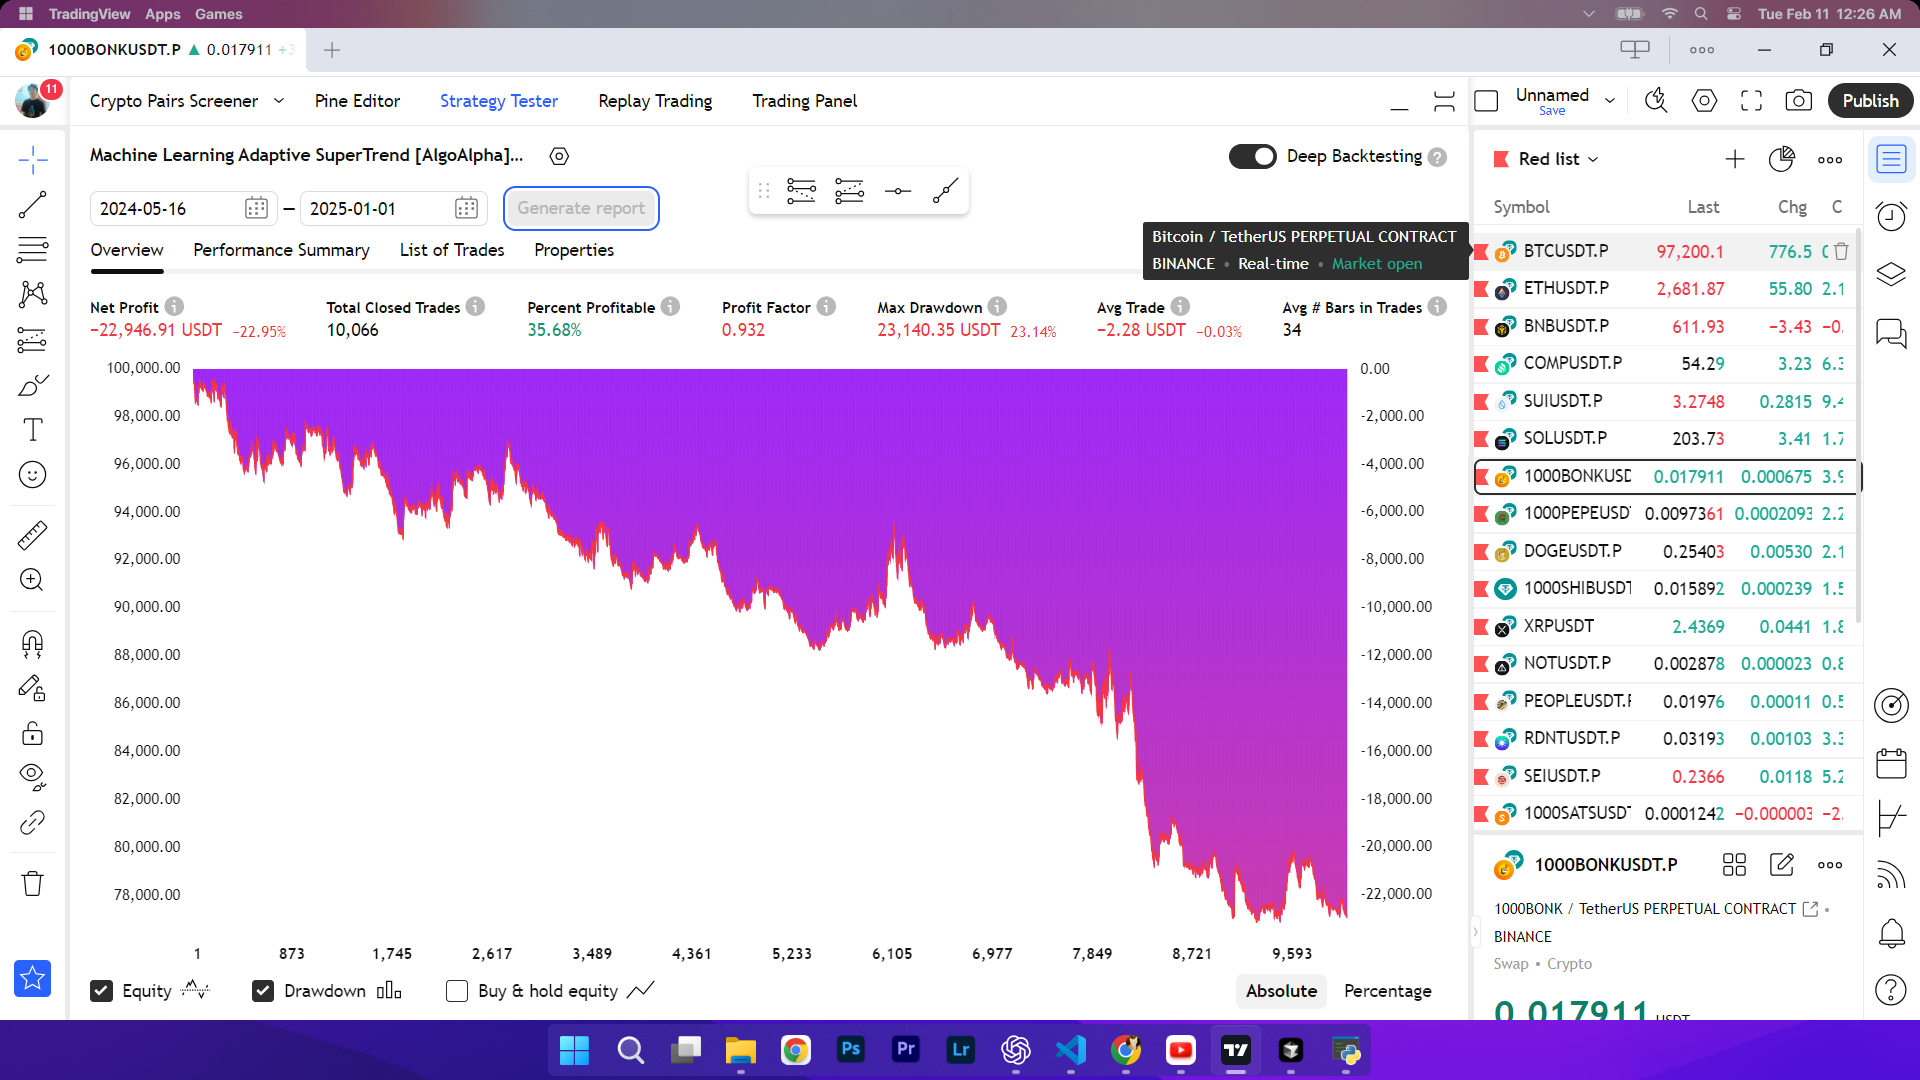 TradingView Apps Games
Tue Feb 11 12:26 AM
1000BONKUSDT.P ▲ 0.017911 +3
11
Crypto Pairs Screener Pine Editor Strategy Tester Replay Trading Trading Panel
Unnamed
Save
Publish
Machine Learning Adaptive SuperTrend [AlgoAlpha]...
Deep Backtesting ?
2024-05-16 — 2025-01-01 Generate report
Overview Performance Summary List of Trades Properties
Bitcoin / TetherUS PERPETUAL CONTRACT
BINANCE • Real-time • Market open
Net Profit Total Closed Trades Percent Profitable Profit Factor Max Drawdown Avg Trade Avg # Bars in Trades
−22,946.91 USDT −22.95% 10,066 35.68% 0.932 23,140.35 USDT 23.14% −2.28 USDT −0.03% 34
100,000.00 0.00
98,000.00 -2,000.00
96,000.00 -4,000.00
94,000.00 -6,000.00
92,000.00 -8,000.00
90,000.00 -10,000.00
88,000.00 -12,000.00
86,000.00 -14,000.00
84,000.00 -16,000.00
82,000.00 -18,000.00
80,000.00 -20,000.00
78,000.00 -22,000.00
1 873 1,745 2,617 3,489 4,361 5,233 6,105 6,977 7,849 8,721 9,593
Equity Drawdown Buy & hold equity Absolute Percentage
Red list
Symbol Last Chg C
BTCUSDT.P 97,200.1 776.5
ETHUSDT.P 2,681.87 55.80 2.1
BNBUSDT.P 611.93 −3.43 −0.
COMPUSDT.P 54.29 3.23 6.3
SUIUSDT.P 3.2748 0.2815 9.4
SOLUSDT.P 203.73 3.41 1.7
1000BONKUSD 0.017911 0.000675 3.9
1000PEPEUSD 0.0097361 0.0002093 2.2
DOGEUSDT.P 0.25403 0.00530 2.1
1000SHIBUSDT 0.015892 0.000239 1.5
XRPUSDT 2.4369 0.0441 1.8
NOTUSDT.P 0.002878 0.000023 0.8
PEOPLEUSDT.P 0.01976 0.00011 0.5
RDNTUSDT.P 0.03193 0.00103 3.3
SEIUSDT.P 0.2366 0.0118 5.2
1000SATSUSDT 0.0001242 −0.000003 −2.
1000BONKUSDT.P
1000BONK / TetherUS PERPETUAL CONTRACT •
BINANCE
Swap • Crypto
0.017911 USDT
Ps Pr Lr